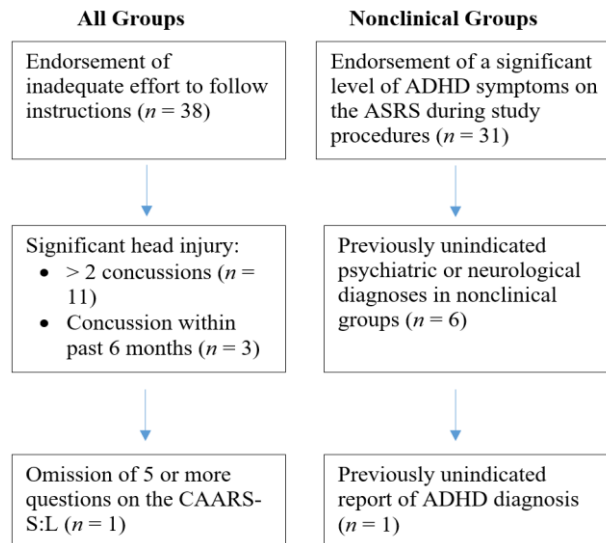 All Groups
Endorsement of
inadequate effort to follow
instructions (n = 38)
Significant head injury:
• > 2 concussions (n =
11)
• Concussion within
past 6 months (n = 3)
Omission of 5 or more
questions on the CAARS-
S:L (n = 1)
Nonclinical Groups
Endorsement of a significant
level of ADHD symptoms on
the ASRS during study
procedures (n = 31)
Previously unindicated
psychiatric or neurological
diagnoses in nonclinical
groups (n = 6)
Previously unindicated
report of ADHD diagnosis
(n = 1)